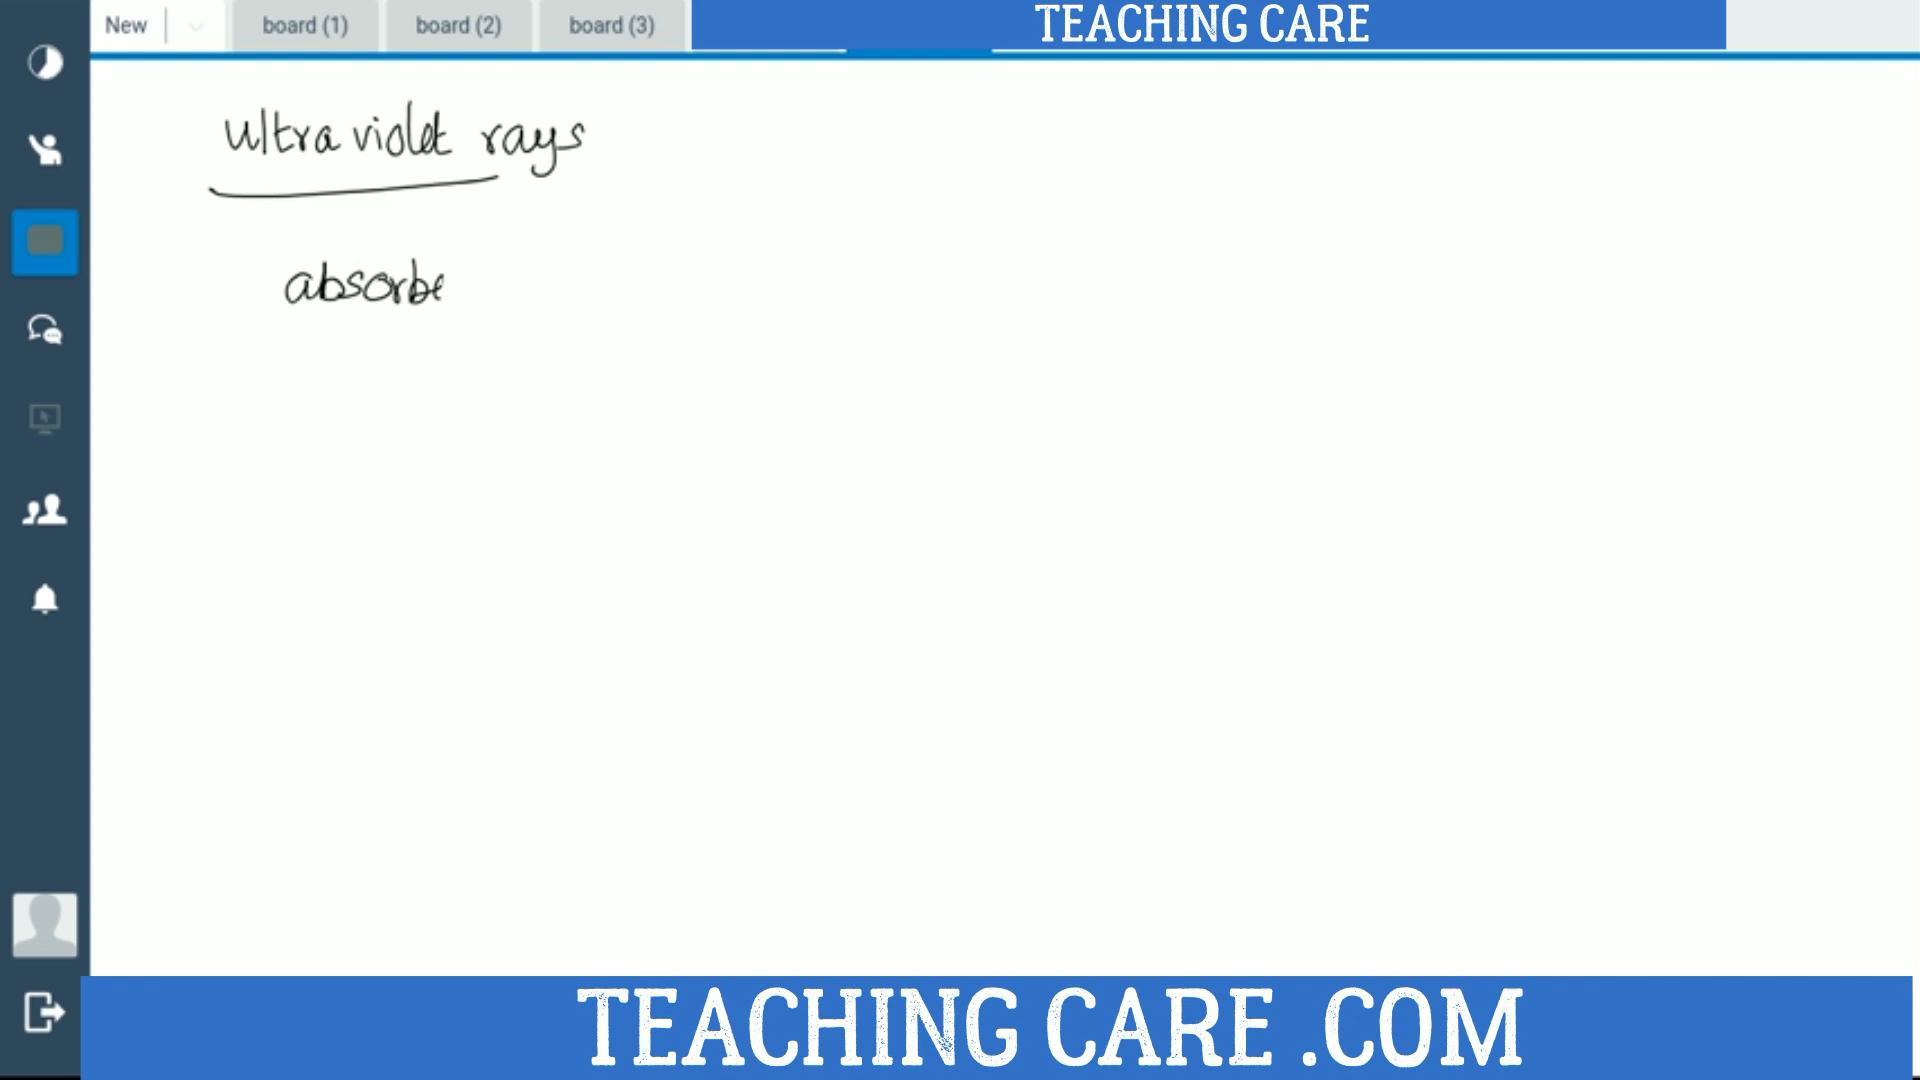 New board (1) board (2) board (3) TEACHING CARE
ultra violet rays
absorbe
TEACHING CARE .COM